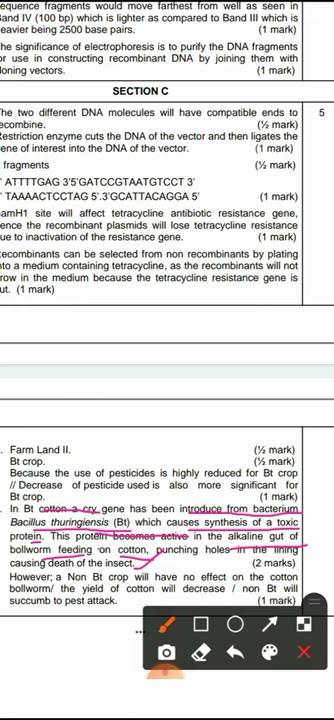 equence fragments would move farthest from well as seen in
and IV (100 bp) which is lighter as compared to Band III which is
eavier being 2500 base pairs. (1 mark)
he significance of electrophoresis is to purify the DNA fragments
or use in constructing recombinant DNA by joining them with
loning vectors. (1 mark)
SECTION C
he two different DNA molecules will have compatible ends to 5
ecombine. (½ mark)
estriction enzyme cuts the DNA of the vector and then ligates the
ene of interest into the DNA of the vector. (1 mark)
fragments (½ mark)
' ATTTTGAG 3'5'GATCCGTAATGTCCT 3'
' TAAAACTCCTAG 5'.3'GCATTACAGGA 5' (1 mark)
amH1 site will affect tetracycline antibiotic resistance gene,
ence the recombinant plasmids will lose tetracycline resistance
ue to inactivation of the resistance gene. (1 mark)
ecombinants can be selected from non recombinants by plating
nto a medium containing tetracycline, as the recombinants will not
row in the medium because the tetracycline resistance gene is
ut. (1 mark)
. Farm Land II. (½ mark)
Bt crop. (½ mark)
Because the use of pesticides is highly reduced for Bt crop
// Decrease of pesticide used is also more significant for
Bt crop. (1 mark)
. In Bt cotton a cry gene has been introduce from bacterium
Bacillus thuringiensis (Bt) which causes synthesis of a toxic
protein. This protein becomes active in the alkaline gut of
bollworm feeding on cotton, punching holes in the lining
causing death of the insect. (2 marks)
However; a Non Bt crop will have no effect on the cotton
bollworm/ the yield of cotton will decrease / non Bt will
succumb to pest attack. (1 mark)